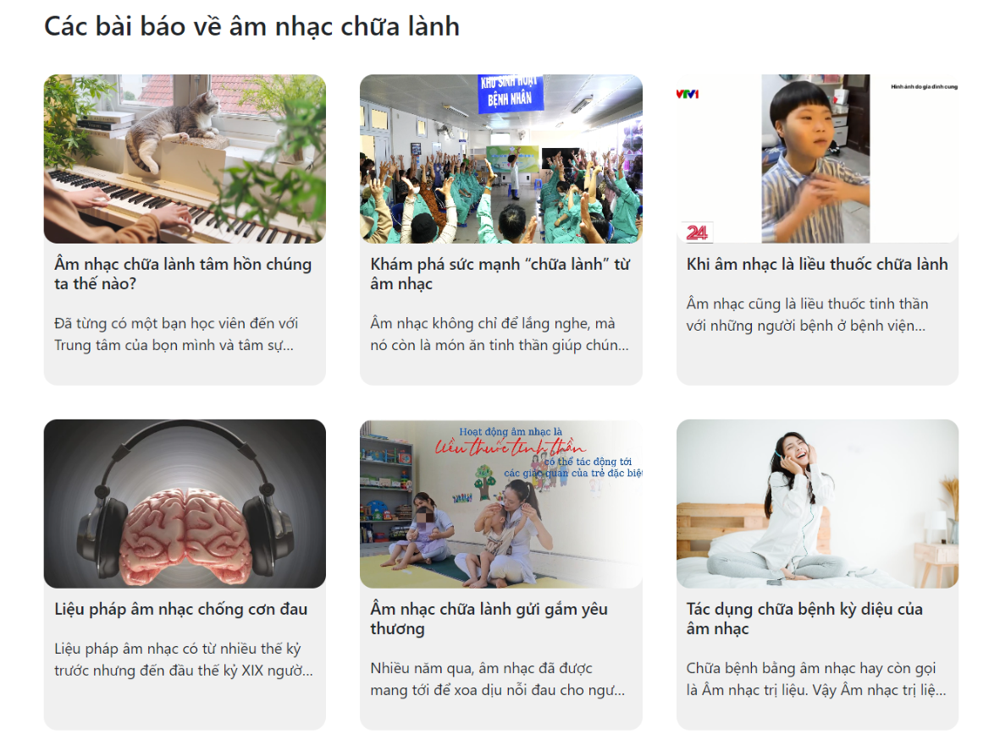 Các bài báo về âm nhạc chữa lành
KHU SINH HOẠT
BỆNH NHÂN
VTV1
Hình ảnh do gia đình cung
24
Âm nhạc chữa lành tâm hồn chúng
ta thế nào?
Đã từng có một bạn học viên đến với
Trung tâm của bọn mình và tâm sự...
Khám phá sức mạnh “chữa lành” từ
âm nhạc
Âm nhạc không chỉ để lắng nghe, mà
nó còn là món ăn tinh thần giúp chún...
Khi âm nhạc là liều thuốc chữa lành
Âm nhạc cũng là liều thuốc tinh thần
với những người bệnh ở bệnh viện...
Hoạt động âm nhạc là
liều thuốc tinh thần
có thể tác động tới
các giác quan của trẻ đặc biệt
Liệu pháp âm nhạc chống cơn đau
Liệu pháp âm nhạc có từ nhiều thế kỷ
trước nhưng đến đầu thế kỷ XIX ngườ...
Âm nhạc chữa lành gửi gắm yêu
thương
Nhiều năm qua, âm nhạc đã được
mang tới để xoa dịu nỗi đau cho ngư...
Tác dụng chữa bệnh kỳ diệu của
âm nhạc
Chữa bệnh bằng âm nhạc hay còn gọi
là Âm nhạc trị liệu. Vậy Âm nhạc trị liệ...